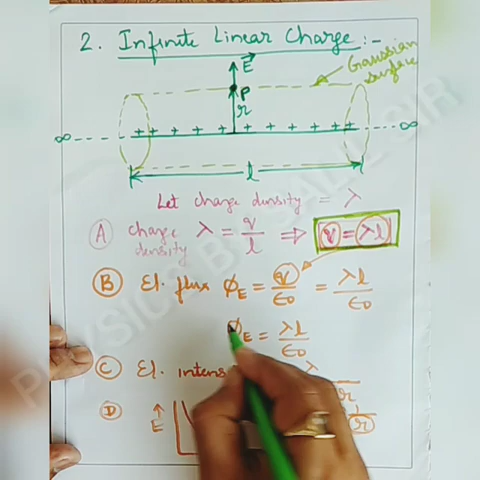 2. Infinite Linear Charge :-
E
Gaussian
surface
P
r
∞ + + + + + + + + + + ∞
l
Let charge density = λ
A charge density λ = q/l ⇒ q = λl
B El. flux ϕE = q/ε0 = λl/ε0
ϕE = λl/ε0
C El. intens λ
r
D E r